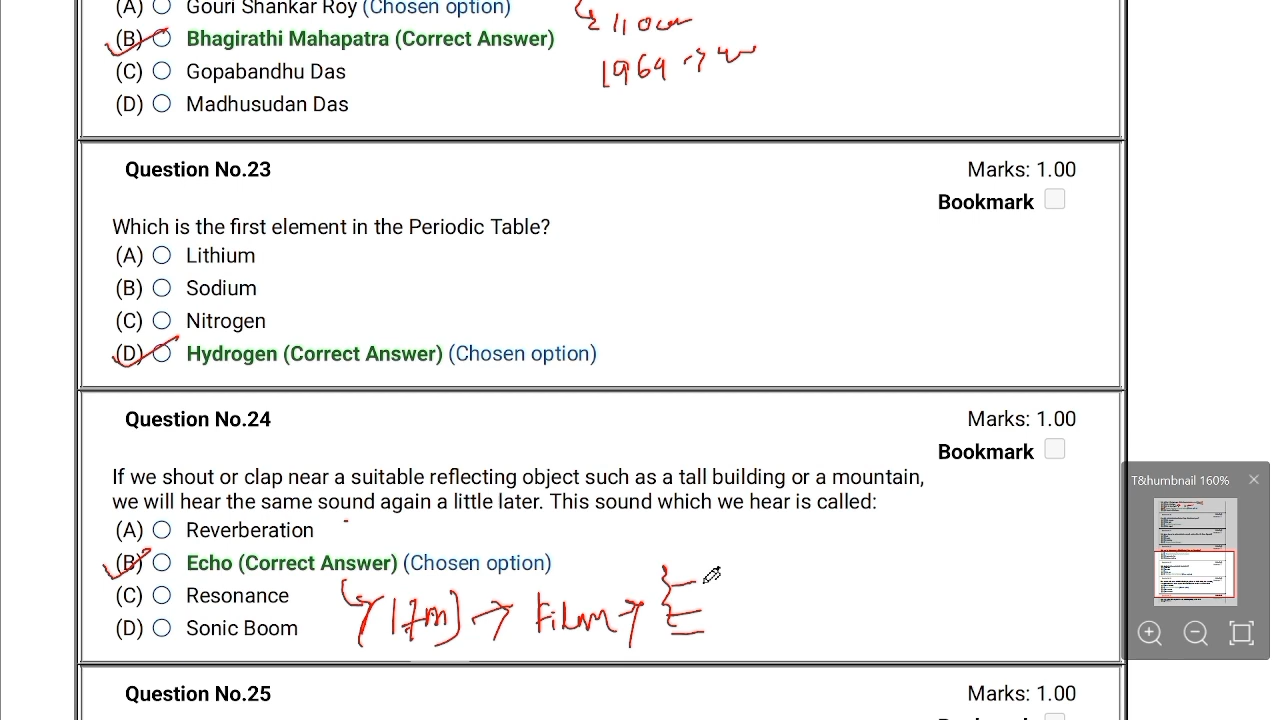 (A) Gouri Shankar Roy (Chosen option)
(B) Bhagirathi Mahapatra (Correct Answer)
1969 →
(C) Gopabandhu Das
(D) Madhusudan Das
Question No.23 Marks: 1.00
Bookmark
Which is the first element in the Periodic Table?
(A) Lithium
(B) Sodium
(C) Nitrogen
(D) Hydrogen (Correct Answer) (Chosen option)
Question No.24 Marks: 1.00
Bookmark
If we shout or clap near a suitable reflecting object such as a tall building or a mountain,
we will hear the same sound again a little later. This sound which we hear is called:
(A) Reverberation
(B) Echo (Correct Answer) (Chosen option)
(C) Resonance
(D) Sonic Boom
17m → Film →
Question No.25 Marks: 1.00
T&humbnail 160%